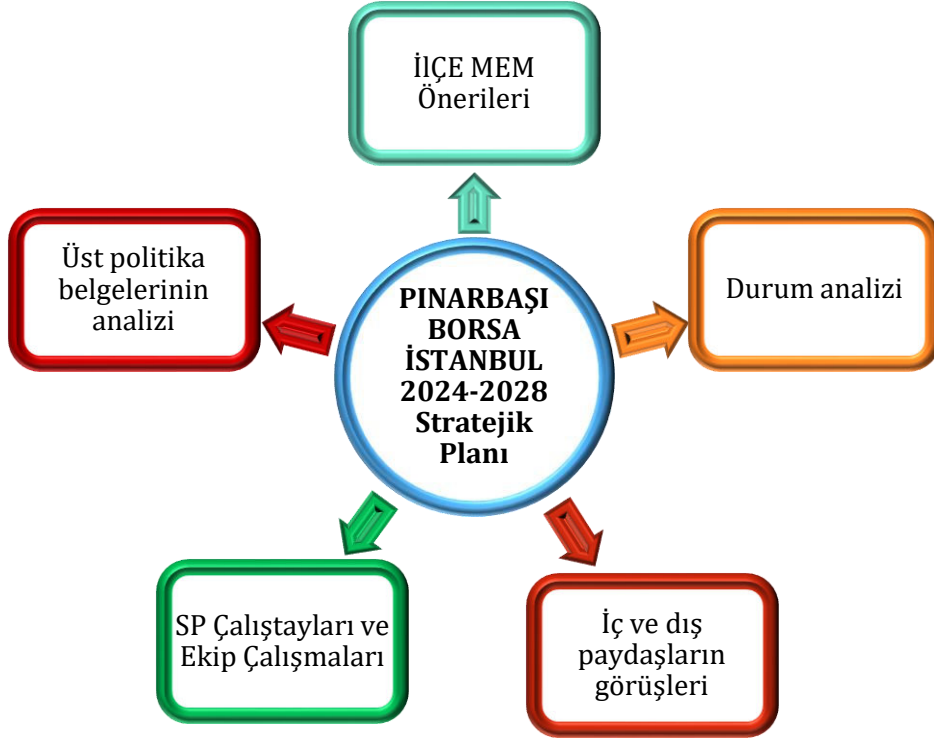 İlÇE MEM
Önerileri
Üst politika
belgelerinin
analizi
Durum analizi
PINARBAŞI
BORSA
İSTANBUL
2024-2028
Stratejik
Planı
SP Çalıştayları ve
Ekip Çalışmaları
İç ve dış
paydaşların
görüşleri